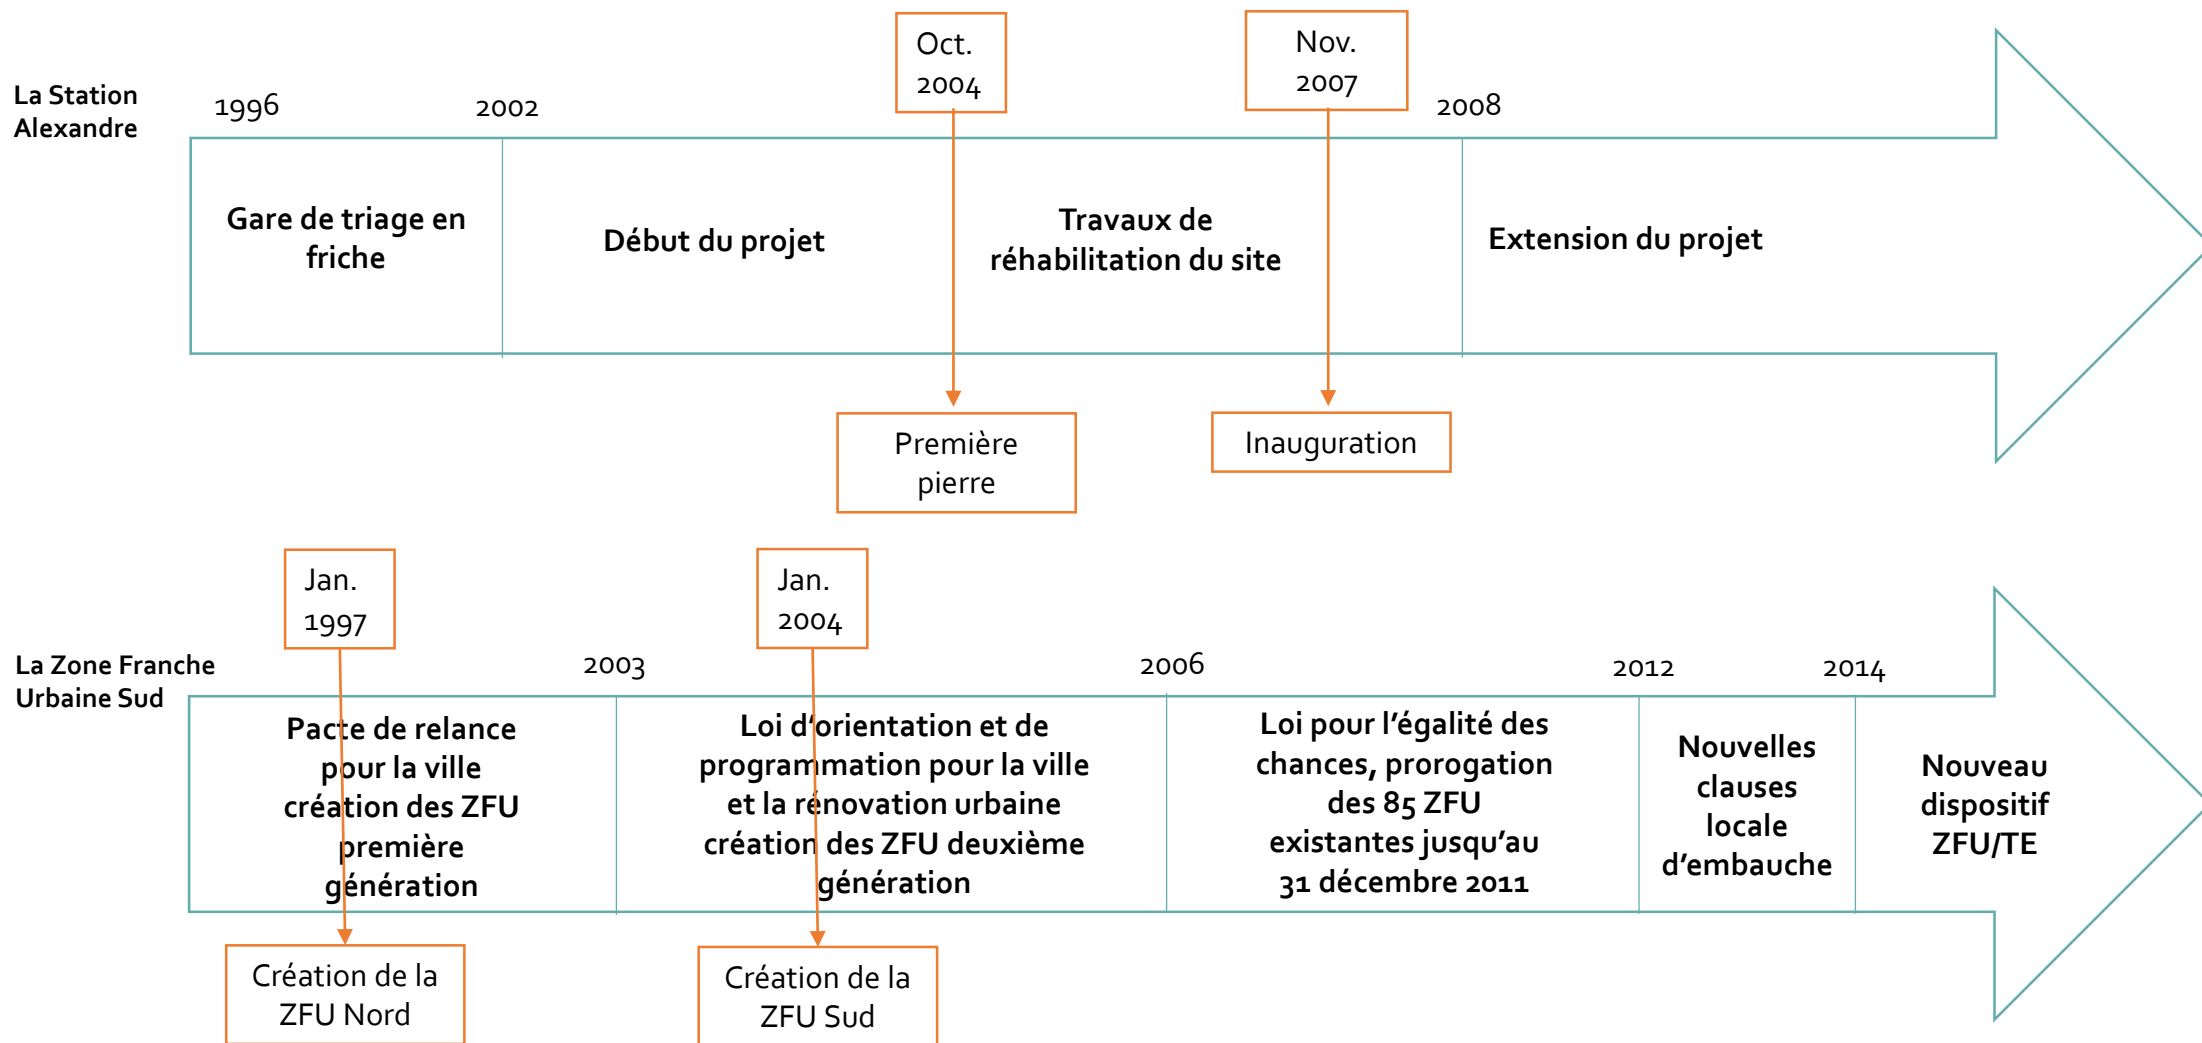 Oct.
2004
Nov.
2007
La Station
Alexandre
1996
2002
2008
Gare de triage en
friche
Début du projet
Travaux de
réhabilitation du site
Extension du projet
Première
pierre
Inauguration
Jan.
1997
Jan.
2004
La Zone Franche
Urbaine Sud
2003
2006
2012
2014
Pacte de relance
pour la ville
création des ZFU
première
génération
Loi d'orientation et de
programmation pour la ville
et la rénovation urbaine
création des ZFU deuxième
génération
Loi pour l'égalité des
chances, prorogation
des 85 ZFU
existantes jusqu'au
31 décembre 2011
Nouvelles
clauses
locale
d'embauche
Nouveau
dispositif
ZFU/TE
Création de la
ZFU Nord
Création de la
ZFU Sud